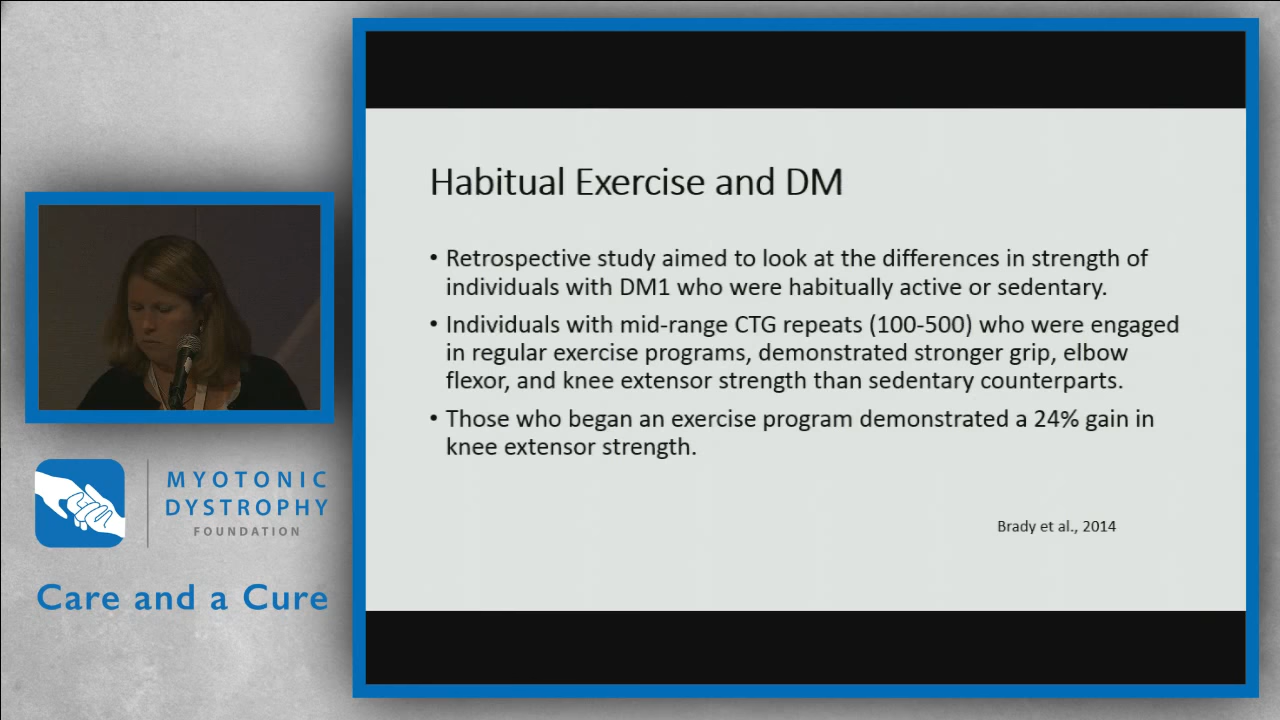 Habitual Exercise and DM
• Retrospective study aimed to look at the differences in strength of
individuals with DM1 who were habitually active or sedentary.
• Individuals with mid-range CTG repeats (100-500) who were engaged
in regular exercise programs, demonstrated stronger grip, elbow
flexor, and knee extensor strength than sedentary counterparts.
• Those who began an exercise program demonstrated a 24% gain in
knee extensor strength.
Brady et al., 2014
MYOTONIC
DYSTROPHY
FOUNDATION
Care and a Cure